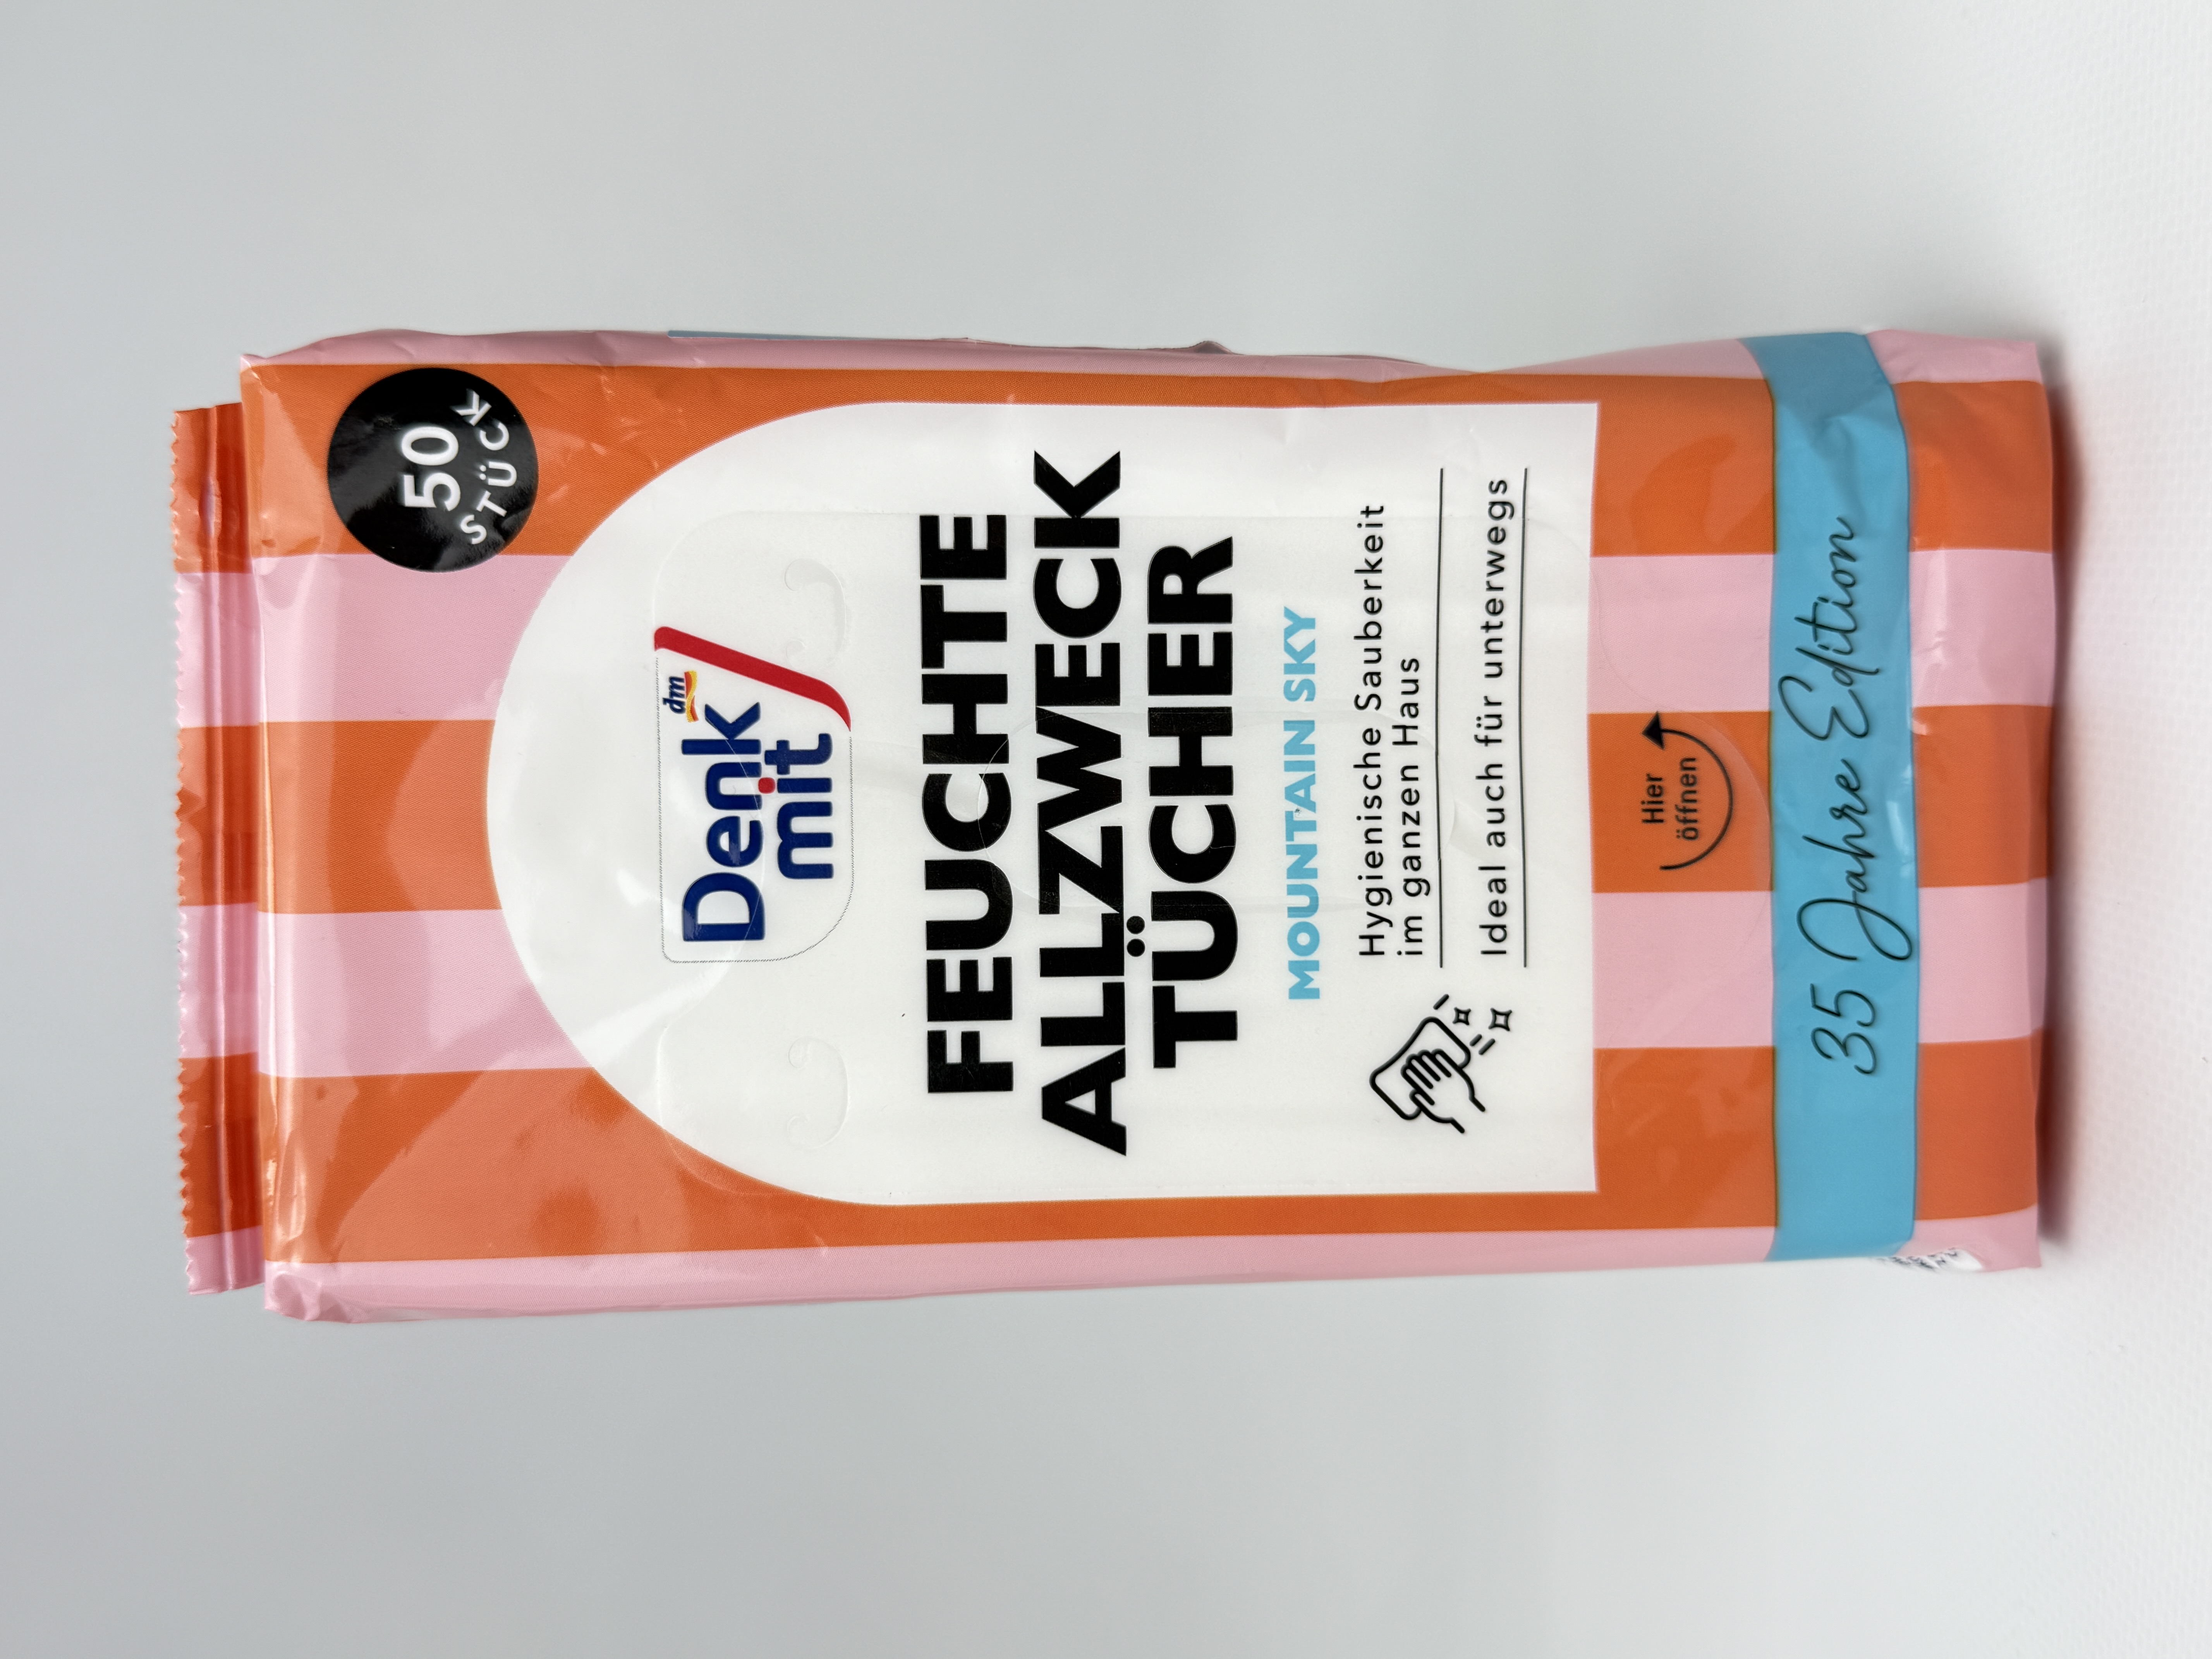 50
STÜCK
dm
Denk
mit
FEUCHTE
ALLZWECK
TÜCHER
MOUNTAIN SKY
Hygienische Sauberkeit
im ganzen Haus
Ideal auch für unterwegs
Hier
öffnen
35 Jahre Edition